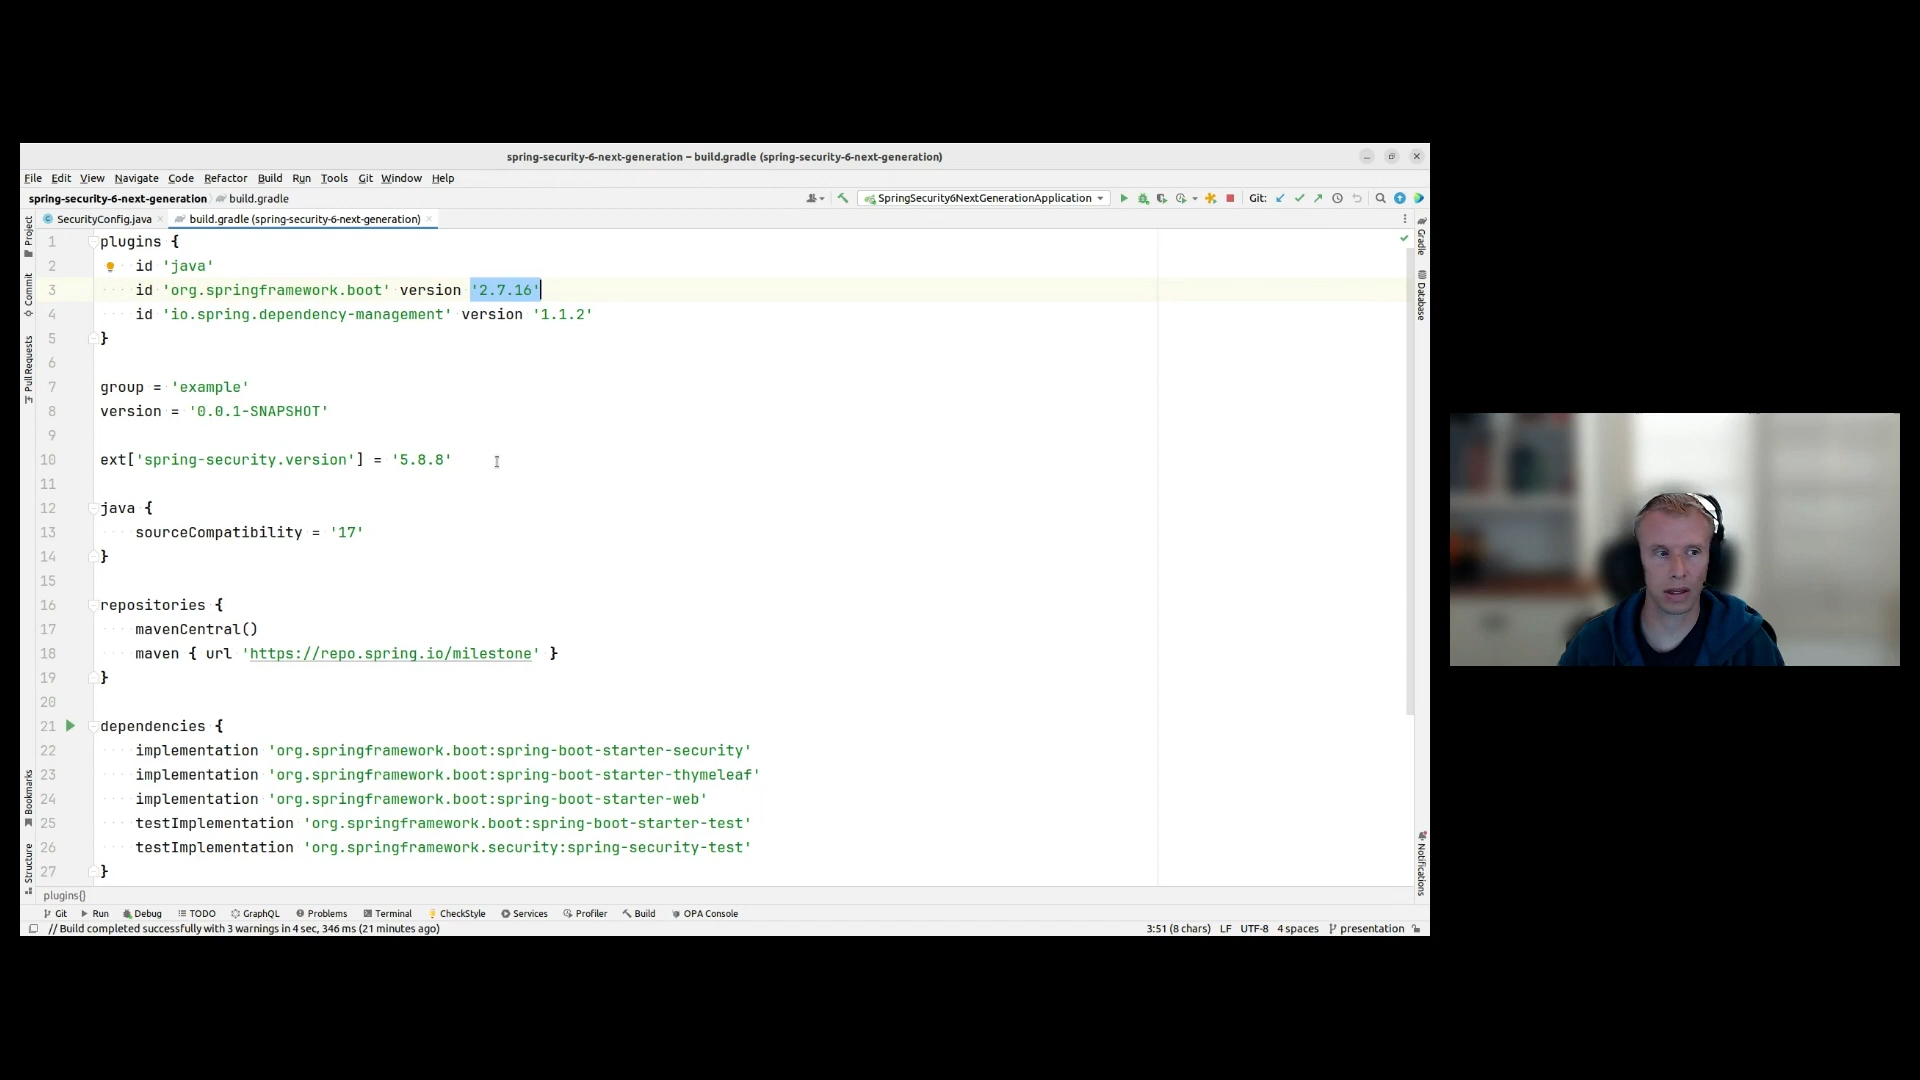 spring-security-6-next-generation – build.gradle (spring-security-6-next-generation)
File Edit View Navigate Code Refactor Build Run Tools Git Window Help
spring-security-6-next-generation build.gradle SpringSecurity6NextGenerationApplication Git:
SecurityConfig.java build.gradle (spring-security-6-next-generation)
Project
Commit
Pull Requests
Bookmarks
Structure
1 plugins {
2 id 'java'
3 id 'org.springframework.boot' version '2.7.16'
4 id 'io.spring.dependency-management' version '1.1.2'
5 }
6
7 group = 'example'
8 version = '0.0.1-SNAPSHOT'
9
10 ext['spring-security.version'] = '5.8.8'
11
12 java {
13 sourceCompatibility = '17'
14 }
15
16 repositories {
17 mavenCentral()
18 maven { url 'https://repo.spring.io/milestone' }
19 }
20
21 dependencies {
22 implementation 'org.springframework.boot:spring-boot-starter-security'
23 implementation 'org.springframework.boot:spring-boot-starter-thymeleaf'
24 implementation 'org.springframework.boot:spring-boot-starter-web'
25 testImplementation 'org.springframework.boot:spring-boot-starter-test'
26 testImplementation 'org.springframework.security:spring-security-test'
27 }
Gradle
Database
Notifications
plugins{}
Git Run Debug TODO GraphQL Problems Terminal CheckStyle Services Profiler Build OPA Console
// Build completed successfully with 3 warnings in 4 sec, 346 ms (21 minutes ago) 3:51 (8 chars) LF UTF-8 4 spaces presentation